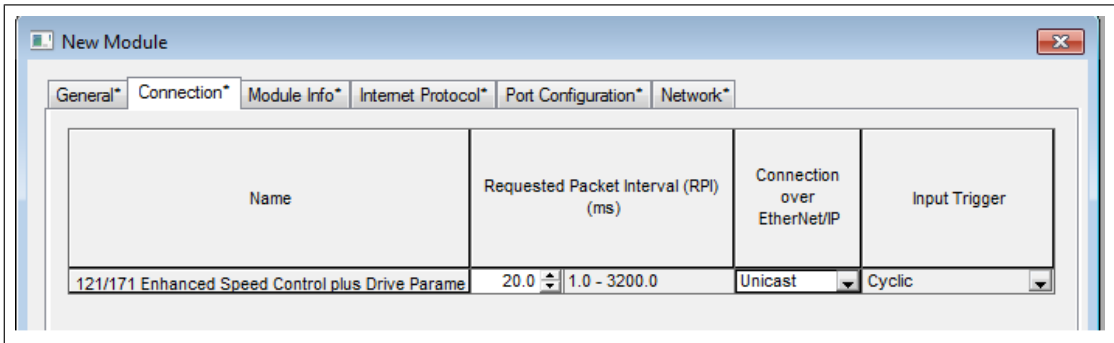 New Module
General* Connection* Module Info* Internet Protocol* Port Configuration* Network*
Name
Requested Packet Interval (RPI)
(ms)
Connection
over
EtherNet/IP
Input Trigger
121/171 Enhanced Speed Control plus Drive Parame 20.0 1.0 - 3200.0 Unicast Cyclic